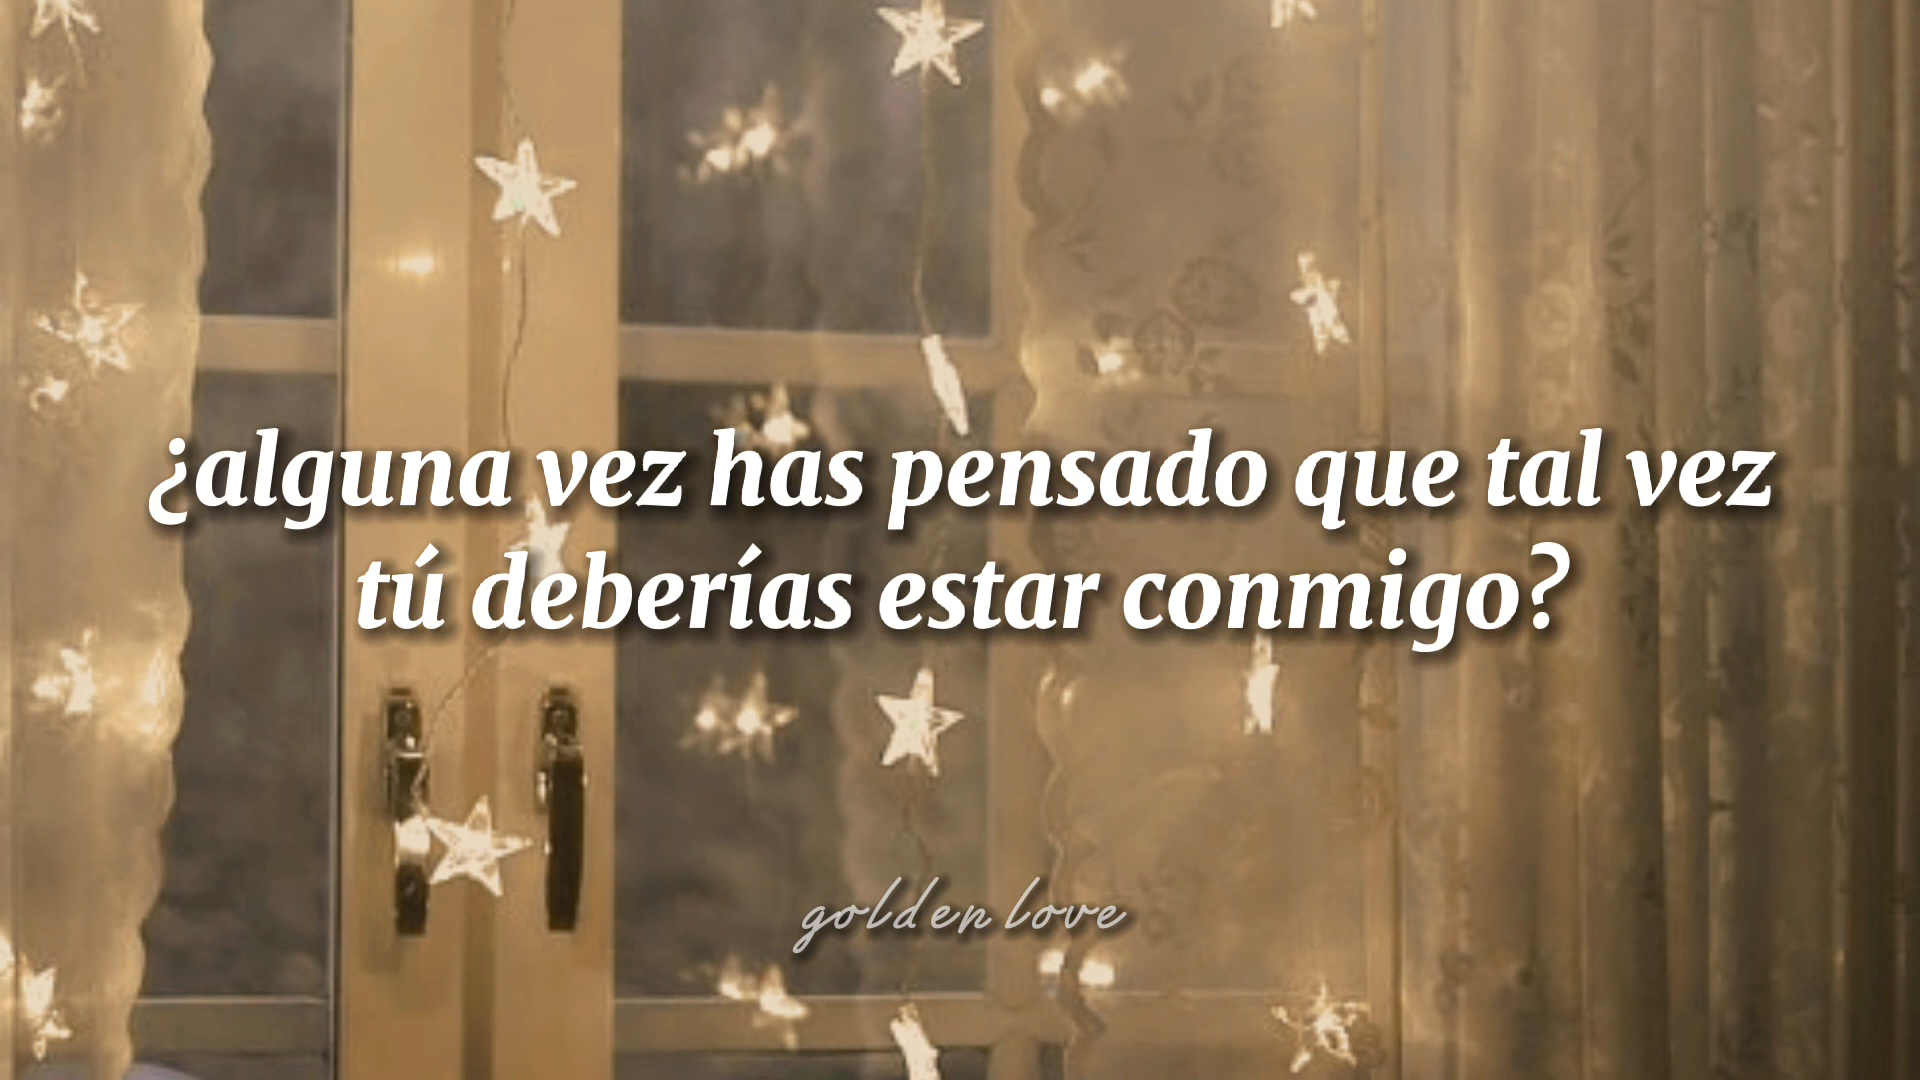 ¿alguna vez has pensado que tal vez
tú deberías estar conmigo?
golden love